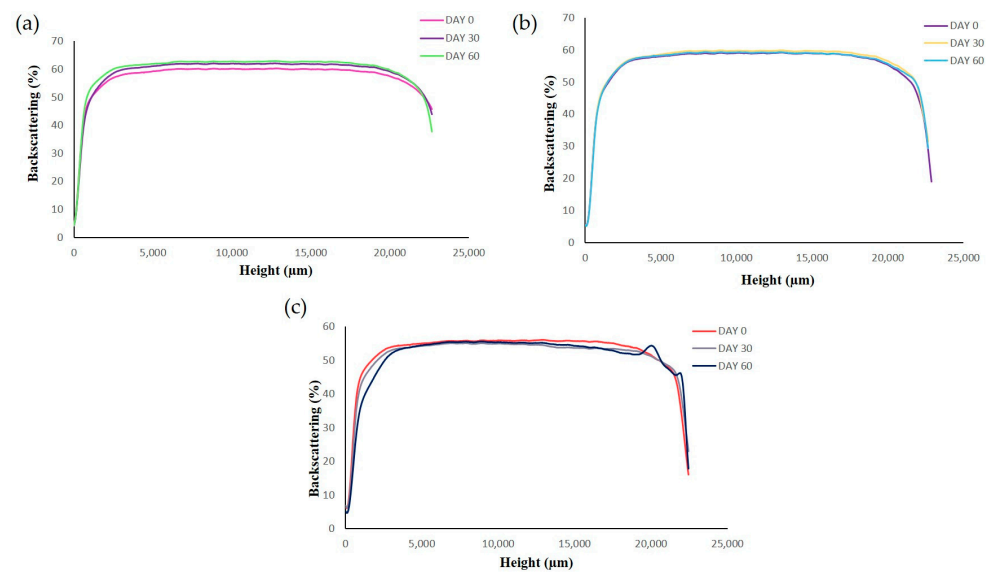 (a)
DAY 0
DAY 30
DAY 60
Backscattering (%)
70
60
50
40
30
20
10
0
0 5,000 10,000 15,000 20,000 25,000
Height (µm)
(b)
DAY 0
DAY 30
DAY 60
Backscattering (%)
70
60
50
40
30
20
10
0
0 5,000 10,000 15,000 20,000 25,000
Height (µm)
(c)
DAY 0
DAY 30
DAY 60
Backscattering (%)
60
50
40
30
20
10
0
0 5,000 10,000 15,000 20,000 25,000
Height (µm)